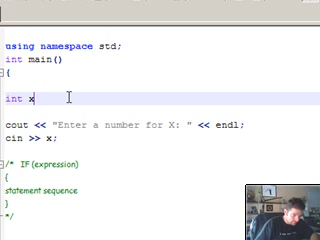 using namespace std;
int main()
{
int x
cout << "Enter a number for X: " << endl;
cin >> x;
/*  IF (expression)
{
statement sequence
}
*/